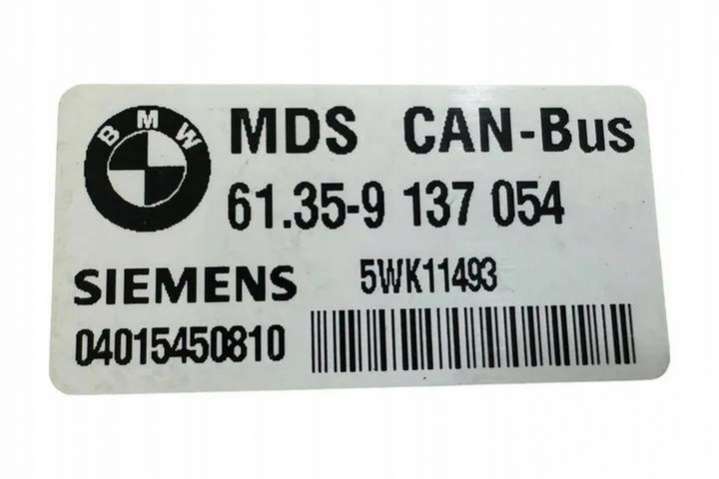 BMW
MDS CAN-Bus
61.35-9 137 054
SIEMENS 5WK11493
04015450810